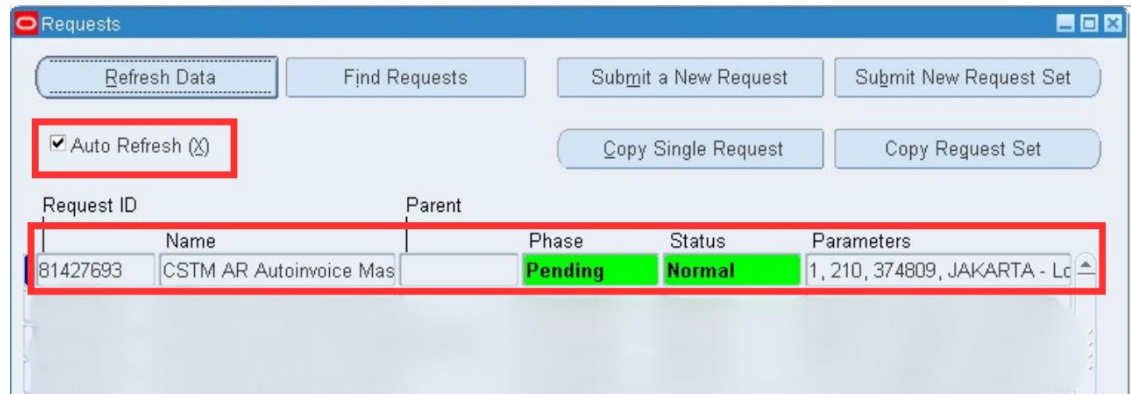 Requests
Refresh Data Find Requests Submit a New Request Submit New Request Set
Auto Refresh (X) Copy Single Request Copy Request Set
Request ID Parent
Name Phase Status Parameters
81427693 CSTM AR Autoinvoice Mas Pending Normal 1, 210, 374809, JAKARTA - Lo